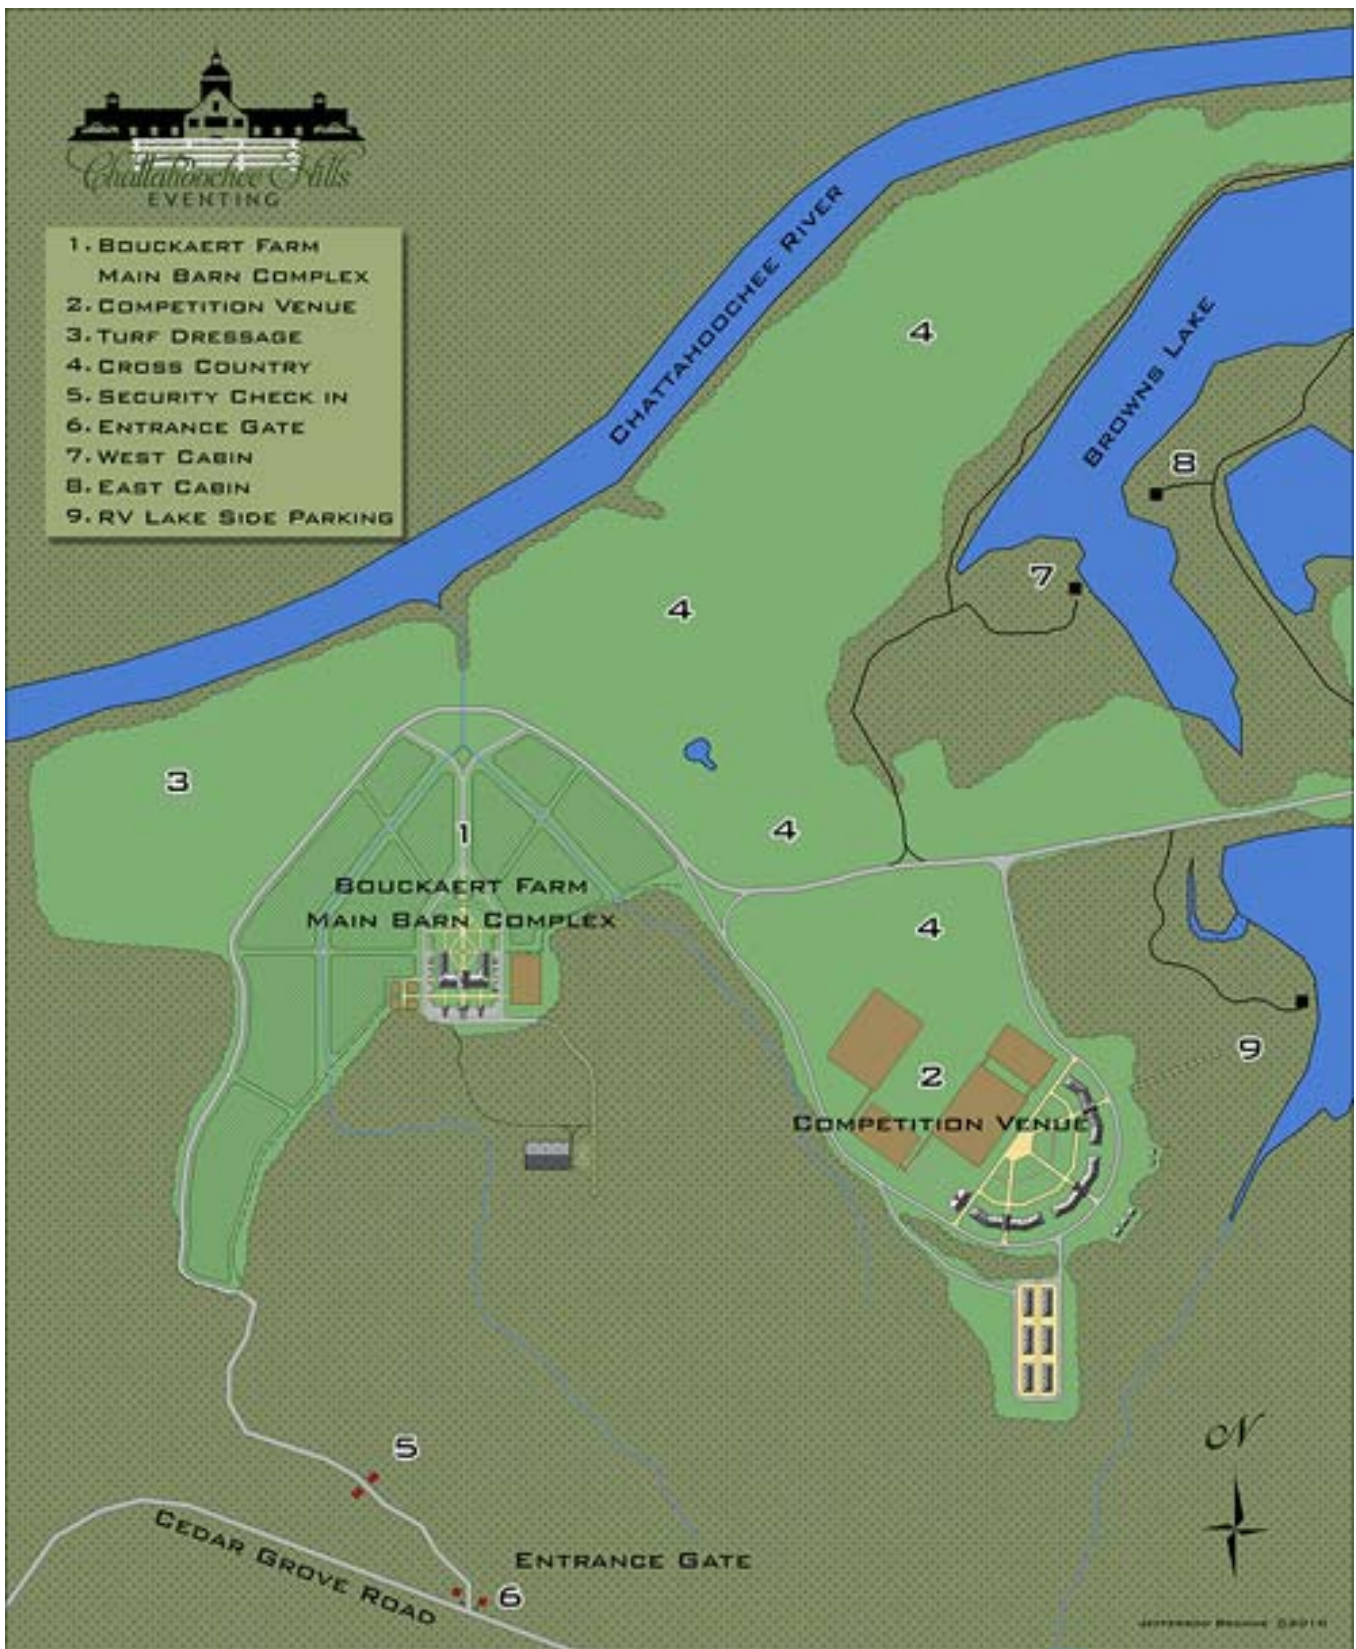 Chattahoochee Hills
EVENTING
1. BOUCKAERT FARM
MAIN BARN COMPLEX
2. COMPETITION VENUE
3. TURF DRESSAGE
4. CROSS COUNTRY
5. SECURITY CHECK IN
6. ENTRANCE GATE
7. WEST CABIN
8. EAST CABIN
9. RV LAKE SIDE PARKING
CHATTAHOOCHEE RIVER
4
BROWNS LAKE
8
7
4
3
4
1
BOUCKAERT FARM
MAIN BARN COMPLEX
4
2
COMPETITION VENUE
9
5
N
CEDAR GROVE ROAD
ENTRANCE GATE
6
JEFFERSON